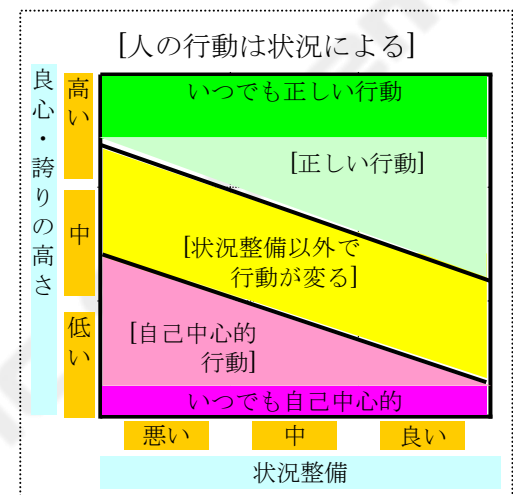 [人の行動は状況による]
良心・誇りの高さ
高い
中
低い
いつでも正しい行動
[正しい行動]
[状況整備以外で
行動が変る]
[自己中心的
行動]
いつでも自己中心的
悪い
中
良い
状況整備